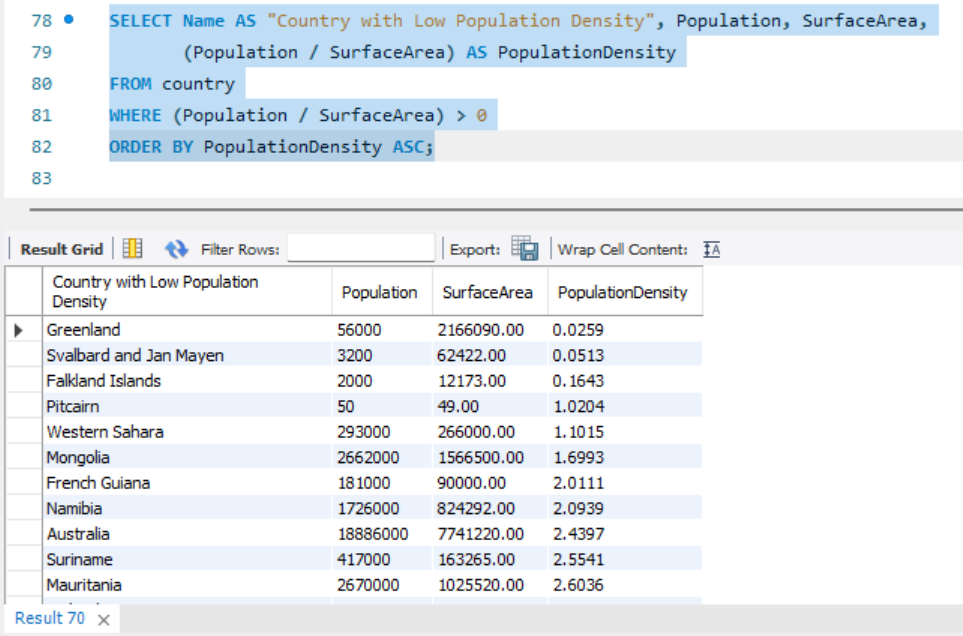 78 SELECT Name AS "Country with Low Population Density", Population, SurfaceArea,
79 (Population / SurfaceArea) AS PopulationDensity
80 FROM country
81 WHERE (Population / SurfaceArea) > 0
82 ORDER BY PopulationDensity ASC;
83
Result Grid Filter Rows: Export: Wrap Cell Content: IA
Country with Low Population
Density Population SurfaceArea PopulationDensity
Greenland 56000 2166090.00 0.0259
Svalbard and Jan Mayen 3200 62422.00 0.0513
Falkland Islands 2000 12173.00 0.1643
Pitcairn 50 49.00 1.0204
Western Sahara 293000 266000.00 1.1015
Mongolia 2662000 1566500.00 1.6993
French Guiana 181000 90000.00 2.0111
Namibia 1726000 824292.00 2.0939
Australia 18886000 7741220.00 2.4397
Suriname 417000 163265.00 2.5541
Mauritania 2670000 1025520.00 2.6036
Result 70